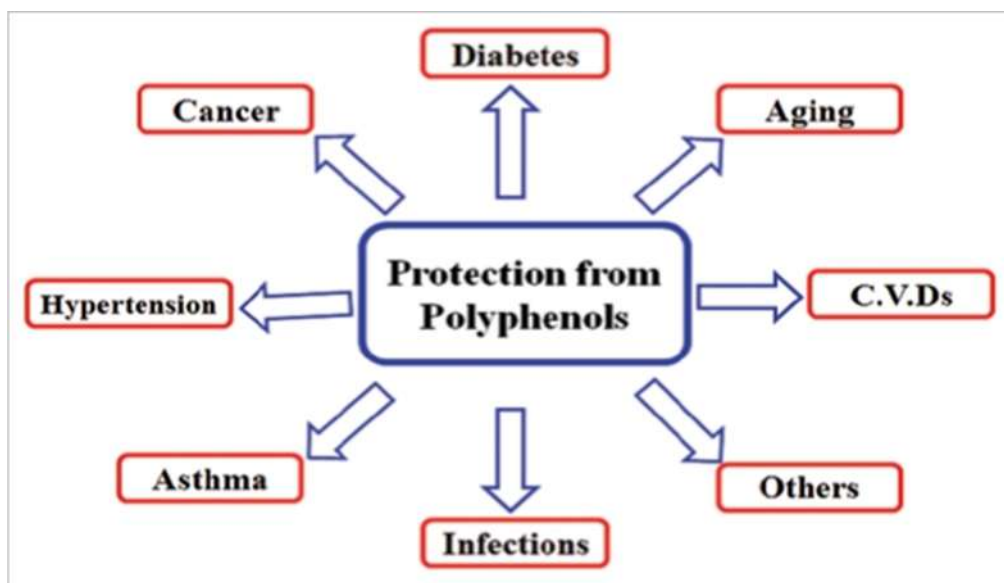 Diabetes
Cancer
Aging
Protection from
Polyphenols
Hypertension
C.V.Ds
Asthma
Others
Infections